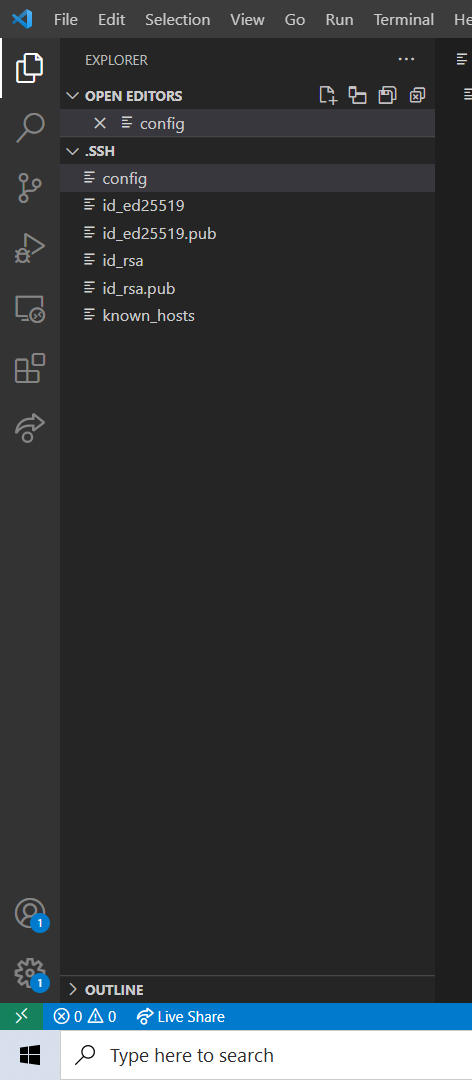 File Edit Selection View Go Run Terminal
EXPLORER
OPEN EDITORS
config
.SSH
config
id_ed25519
id_ed25519.pub
id_rsa
id_rsa.pub
known_hosts
1
1
OUTLINE
0 0 Live Share
Type here to search